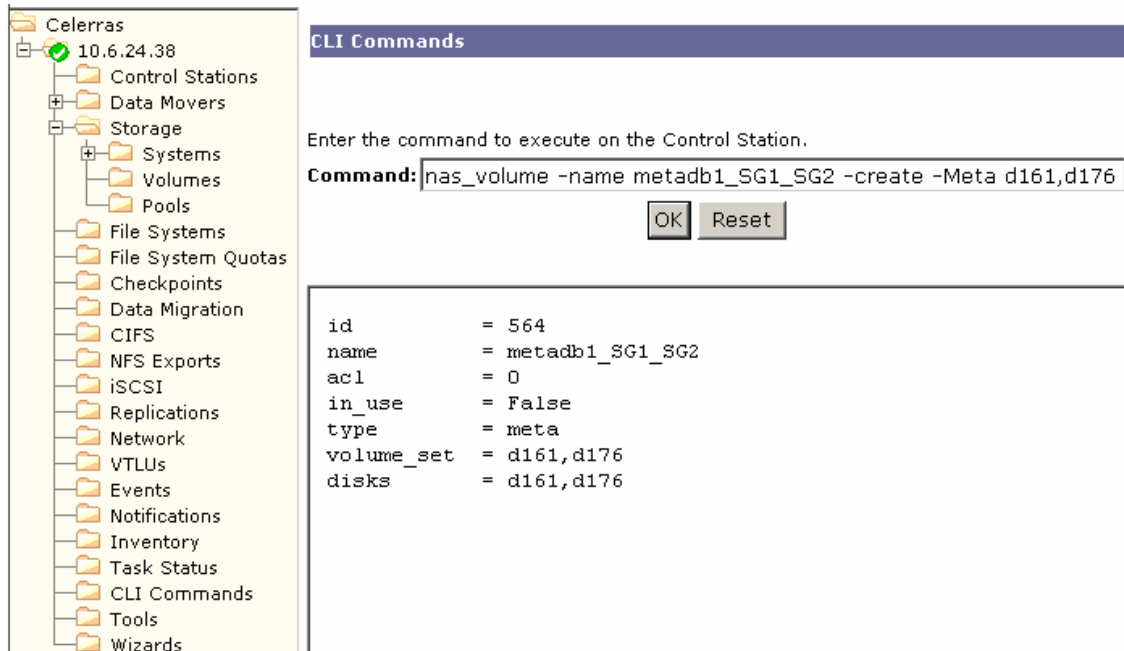 Celerras
10.6.24.38
Control Stations
Data Movers
Storage
Systems
Volumes
Pools
File Systems
File System Quotas
Checkpoints
Data Migration
CIFS
NFS Exports
iSCSI
Replications
Network
VTLUs
Events
Notifications
Inventory
Task Status
CLI Commands
Tools
Wizards
CLI Commands
Enter the command to execute on the Control Station.
Command: nas_volume -name metadb1_SG1_SG2 -create -Meta d161,d176
OK Reset
id = 564
name = metadb1_SG1_SG2
acl = 0
in_use = False
type = meta
volume_set = d161,d176
disks = d161,d176